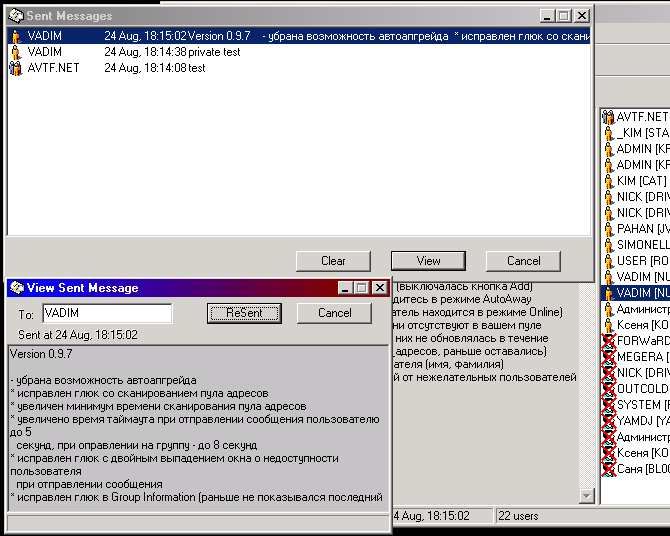 Sent Messages
VADIM 24 Aug, 18:15:02 Version 0.9.7 - убрана возможность автоапгрейда * исправлен глюк со скани
VADIM 24 Aug, 18:14:38 private test
AVTF.NET 24 Aug, 18:14:08 test
Clear View Cancel
View Sent Message
To: VADIM ReSent Cancel
Sent at 24 Aug, 18:15:02
Version 0.9.7
- убрана возможность автоапгрейда
* исправлен глюк со сканированием пула адресов
* увеличен минимум времени сканирования пула адресов
* увеличено время таймаута при отправлении сообщения пользователю
до 5
секунд, при оправлении на группу - до 8 секунд
* исправлен глюк с двойным выпадением окна о недоступности
пользователя
при отправлении сообщения
* исправлен глюк в Group Information (раньше не показывался последний
(выключалась кнопка Add)
дитесь в режиме AutoAway
атель находится в режиме Online)
ни отсутствуют в вашем пуле
них не обновлялась в течение
адресов, раньше оставались)
ателя (имя, фамилия)
й от нежелательных пользователей
4 Aug, 18:15:02 22 users
AVTF.NET
_KIM [STA
ADMIN [KF
ADMIN [KF
KIM [CAT]
NICK [DRIV
NICK [DRIV
PAHAN [JV
SIMONELL
USER [RO
VADIM [NU
VADIM [NU
Админист
Ксеня [KO
FORWaRD
MEGERA [
NICK [DRIV
OUTCOLD
SYSTEM [F
YAMDJ [YA
Админист
Ксеня [KO
Саня [BLO